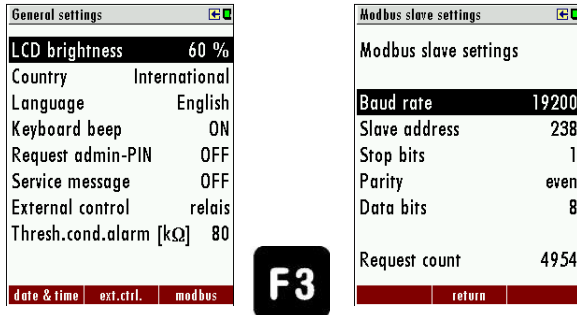 General settings
LCD brightness 60 %
Country International
Language English
Keyboard beep ON
Request admin-PIN OFF
Service message OFF
External control relais
Thresh.cond.alarm [kΩ] 80
date & time ext.ctrl. modbus
F3
Modbus slave settings
Modbus slave settings
Baud rate 19200
Slave address 238
Stop bits 1
Parity even
Data bits 8
Request count 4954
return